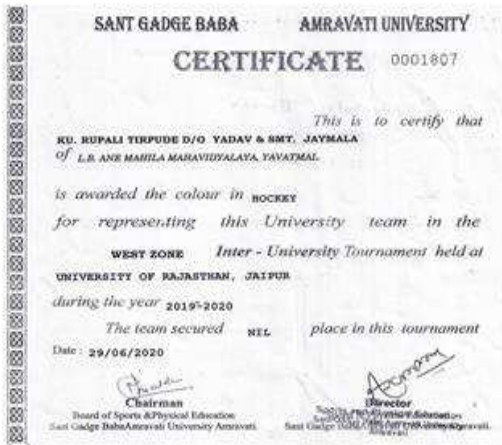 SANT GADGE BABA AMRAVATI UNIVERSITY
CERTIFICATE 0001807
This is to certify that
KU. RUPALI TIRPUDE D/O YADAV & SMT. JAYMALA
Of L.B. ANE MAHILA MAHAVIDYALAYA, YAVATMAL
is awarded the colour in HOCKEY
for representing this University team in the
WEST ZONE Inter - University Tournament held at
UNIVERSITY OF RAJASTHAN, JAIPUR
during the year 2019-2020
The team secured NIL place in this tournament
Date : 29/06/2020
Chairman Director
Board of Sports &Physical Education
Sant Gadge BabaAmravati University Amravati. Sant Gadge